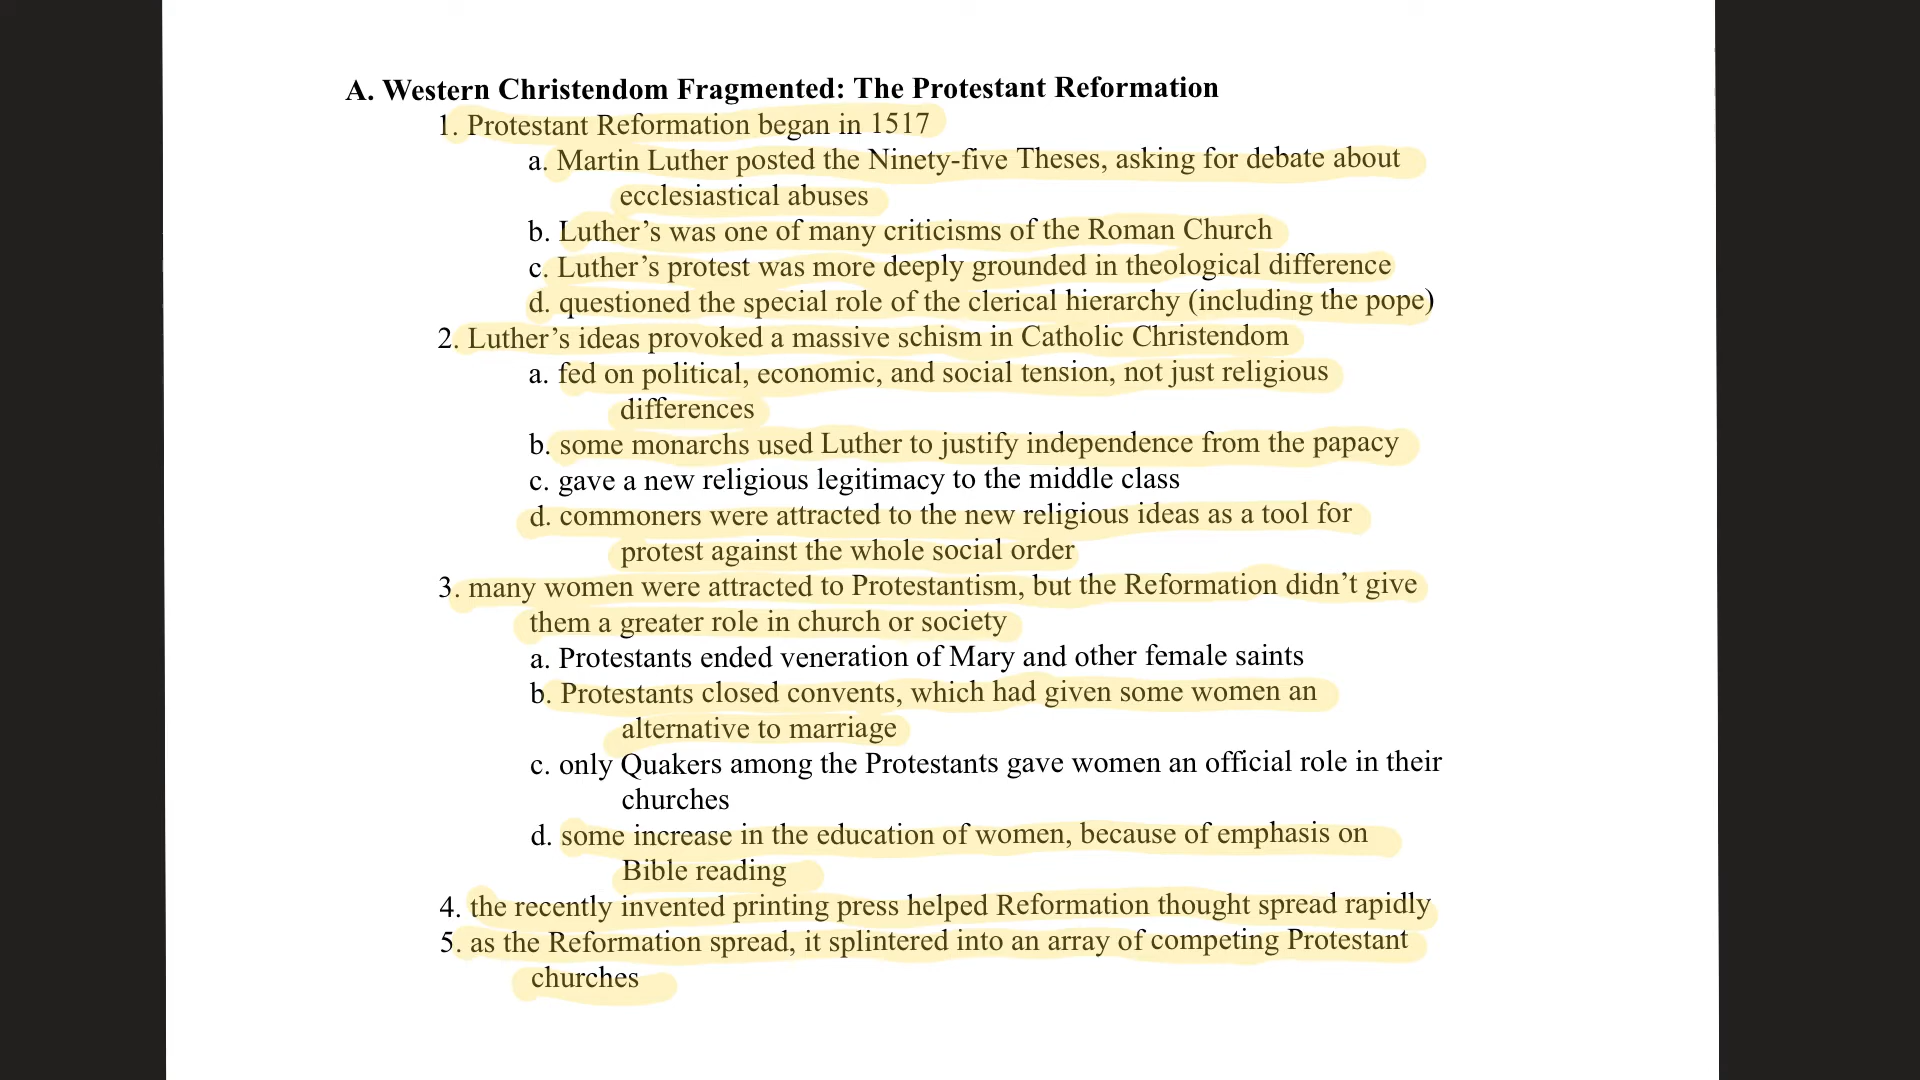 A. Western Christendom Fragmented: The Protestant Reformation
1. Protestant Reformation began in 1517
a. Martin Luther posted the Ninety-five Theses, asking for debate about
ecclesiastical abuses
b. Luther’s was one of many criticisms of the Roman Church
c. Luther’s protest was more deeply grounded in theological difference
d. questioned the special role of the clerical hierarchy (including the pope)
2. Luther’s ideas provoked a massive schism in Catholic Christendom
a. fed on political, economic, and social tension, not just religious
differences
b. some monarchs used Luther to justify independence from the papacy
c. gave a new religious legitimacy to the middle class
d. commoners were attracted to the new religious ideas as a tool for
protest against the whole social order
3. many women were attracted to Protestantism, but the Reformation didn’t give
them a greater role in church or society
a. Protestants ended veneration of Mary and other female saints
b. Protestants closed convents, which had given some women an
alternative to marriage
c. only Quakers among the Protestants gave women an official role in their
churches
d. some increase in the education of women, because of emphasis on
Bible reading
4. the recently invented printing press helped Reformation thought spread rapidly
5. as the Reformation spread, it splintered into an array of competing Protestant
churches